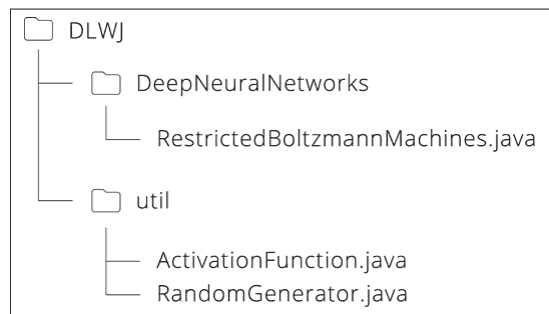 DLWJ
DeepNeuralNetworks
RestrictedBoltzmannMachines.java
util
ActivationFunction.java
RandomGenerator.java